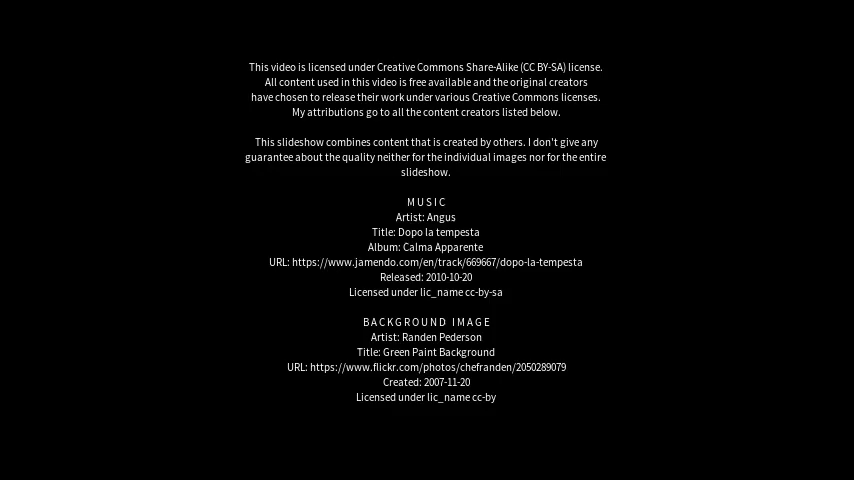 This video is licensed under Creative Commons Share-Alike (CC BY-SA) license.
All content used in this video is free available and the original creators
have chosen to release their work under various Creative Commons licenses.
My attributions go to all the content creators listed below.
This slideshow combines content that is created by others. I don't give any
guarantee about the quality neither for the individual images nor for the entire
slideshow.
MUSIC
Artist: Angus
Title: Dopo la tempesta
Album: Calma Apparente
URL: https://www.jamendo.com/en/track/669667/dopo-la-tempesta
Released: 2010-10-20
Licensed under lic_name cc-by-sa
BACKGROUND IMAGE
Artist: Randen Pederson
Title: Green Paint Background
URL: https://www.flickr.com/photos/chefranden/2050289079
Created: 2007-11-20
Licensed under lic_name cc-by